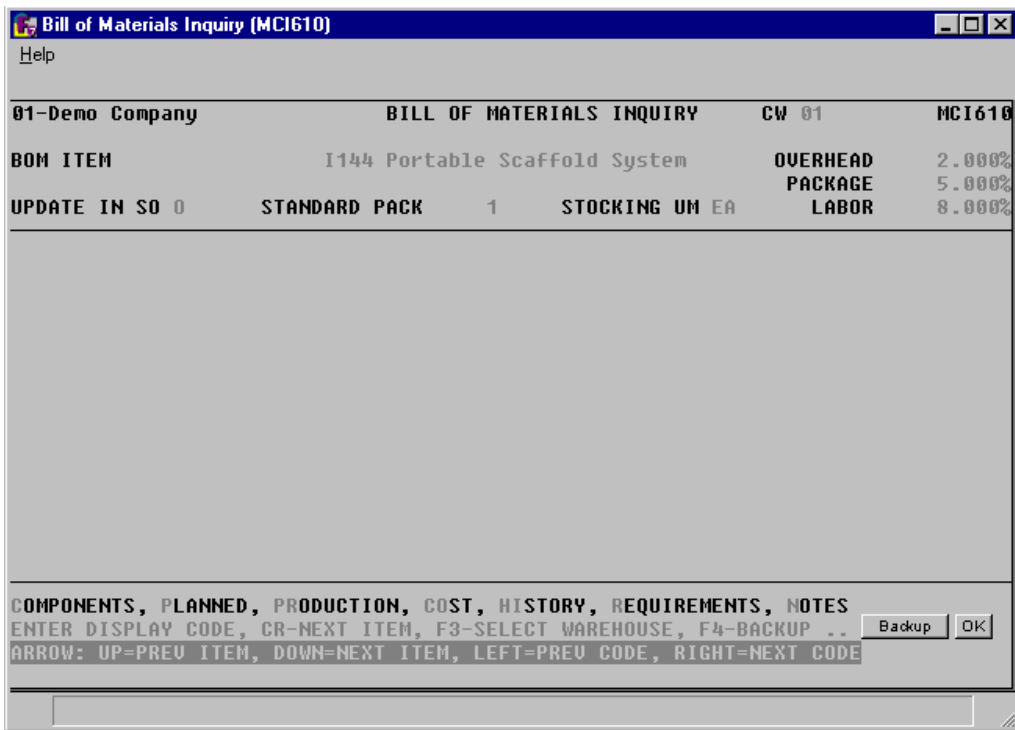 Bill of Materials Inquiry (MCI610)
Help
01-Demo Company BILL OF MATERIALS INQUIRY CW 01 MCI610
BOM ITEM I144 Portable Scaffold System OVERHEAD 2.000%
PACKAGE 5.000%
UPDATE IN SO O STANDARD PACK 1 STOCKING UM EA LABOR 8.000%
COMPONENTS, PLANNED, PRODUCTION, COST, HISTORY, REQUIREMENTS, NOTES
ENTER DISPLAY CODE, CR-NEXT ITEM, F3-SELECT WAREHOUSE, F4-BACKUP .. Backup OK
ARROW: UP=PREV ITEM, DOWN=NEXT ITEM, LEFT=PREV CODE, RIGHT=NEXT CODE